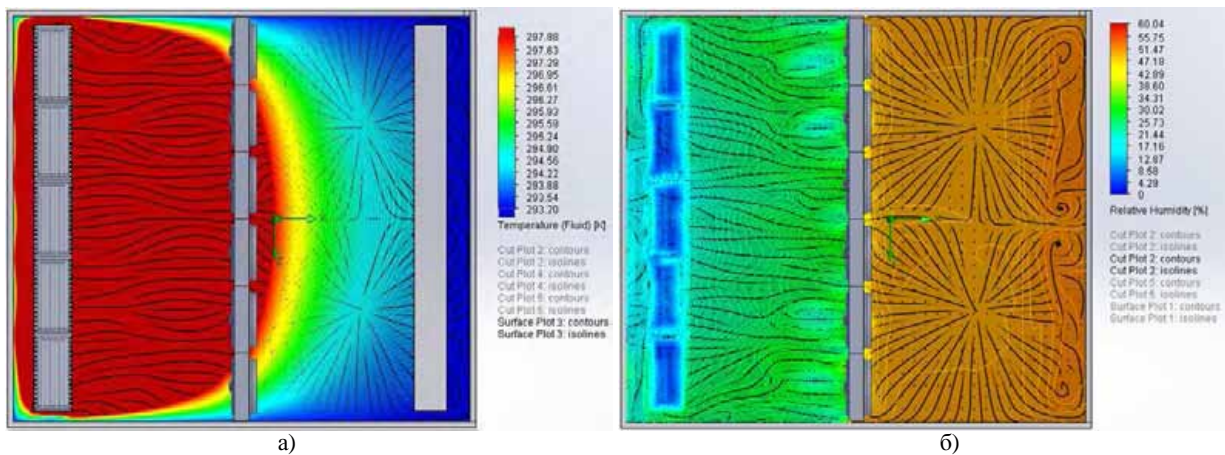 297.88
297.63
297.29
296.95
296.61
296.27
295.93
295.59
295.24
294.90
294.56
294.22
293.88
293.54
293.20
Temperature (Fluid) [K]
Cut Plot 2: contours
Cut Plot 2: isolines
Cut Plot 4: contours
Cut Plot 4: isolines
Cut Plot 5: contours
Cut Plot 5: isolines
Surface Plot 3: contours
Surface Plot 3: isolines
а)
60.04
55.75
51.47
47.18
42.89
38.60
34.31
30.02
25.73
21.44
17.16
12.87
8.58
4.29
0
Relative Humidity [%]
Cut Plot 2: contours
Cut Plot 2: isolines
Cut Plot 2: contours
Cut Plot 2: isolines
Cut Plot 5: contours
Cut Plot 5: isolines
Surface Plot 1: contours
Surface Plot 1: isolines
б)